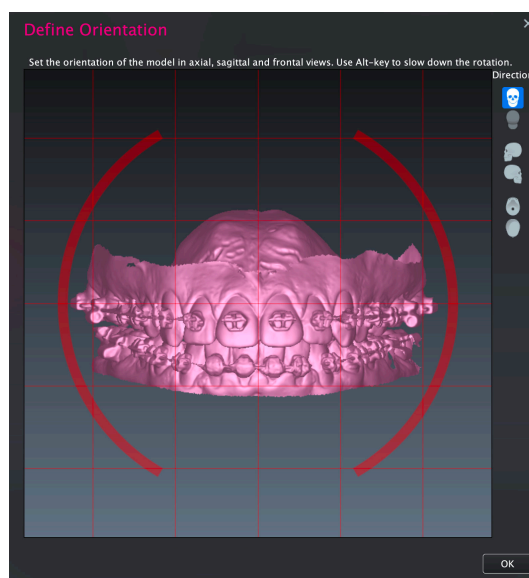 Define Orientation
Set the orientation of the model in axial, sagittal and frontal views. Use Alt-key to slow down the rotation.
Direction
OK